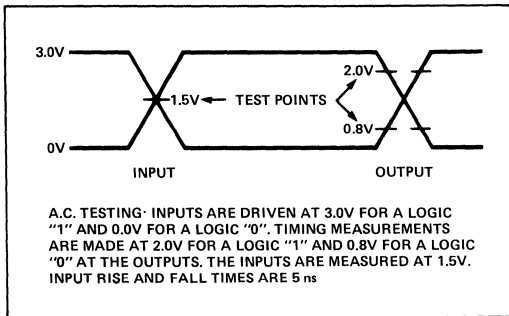 3.0V
2.0V
1.5V TEST POINTS
0.8V
0V
INPUT OUTPUT
A.C. TESTING· INPUTS ARE DRIVEN AT 3.0V FOR A LOGIC
"1" AND 0.0V FOR A LOGIC "0". TIMING MEASUREMENTS
ARE MADE AT 2.0V FOR A LOGIC "1" AND 0.8V FOR A LOGIC
"0" AT THE OUTPUTS. THE INPUTS ARE MEASURED AT 1.5V.
INPUT RISE AND FALL TIMES ARE 5 ns